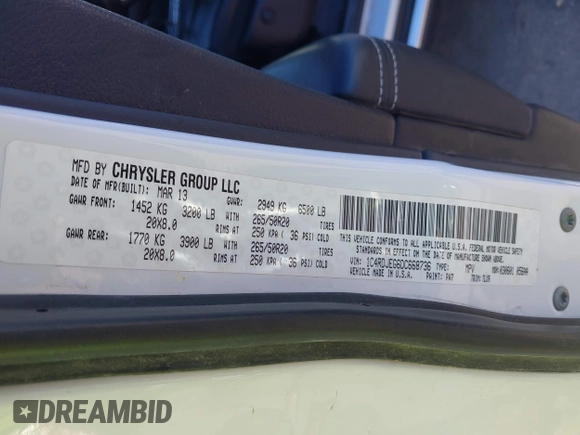 MFD BY CHRYSLER GROUP LLC
DATE OF MFR(BUILT): MAR 13 GVWR: 2949 KG 6500 LB
GAWR FRONT: 1452 KG 3200 LB WITH 265/50R20 TIRES
20X8.0 RIMS AT 250 KPA ( 36 PSI) COLD
GAWR REAR: 1770 KG 3900 LB WITH 265/50R20 TIRES
20X8.0 RIMS AT 250 KPA ( 36 PSI) COLD
THIS VEHICLE CONFORMS TO ALL APPLICABLE U.S.A. FEDERAL MOTOR VEHICLE SAFETY
STANDARDS IN EFFECT ON THE DATE OF MANUFACTURE SHOWN ABOVE.
VIN: 1C4RDJEG6DC660736 TYPE: MPV
VEHICLE MADE IN U.S.A. PAINT: PW7 TRIM:
MDH:
DREAMBID